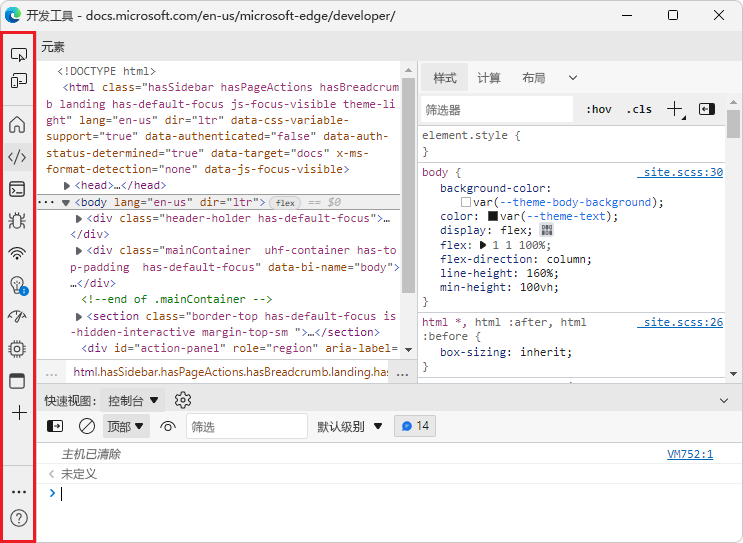 开发工具 - docs.microsoft.com/en-us/microsoft-edge/developer/
元素
<!DOCTYPE html>
<html class="hasSidebar hasPageActions hasBreadcrumb landing has-default-focus js-focus-visible theme-light" lang="en-us" dir="ltr" data-css-variable-support="true" data-authenticated="false" data-auth-status-determined="true" data-target="docs" x-ms-format-detection="none" data-js-focus-visible>
<head>…</head>
<body lang="en-us" dir="ltr"> flex == $0
<div class="header-holder has-default-focus">…
</div>
<div class="mainContainer uhf-container has-top-padding has-default-focus" data-bi-name="body">
…</div>
<!--end of .mainContainer -->
<section class="border-top has-default-focus is-hidden-interactive margin-top-sm ">…</section>
<div id="action-panel" role="region" aria-label=
... html.hasSidebar.hasPageActions.hasBreadcrumb.landing.has ...
样式 计算 布局
筛选器 :hov .cls
element.style {
}
body { _site.scss:30
background-color:
var(--theme-body-background);
color: var(--theme-text);
display: flex;
flex: 1 1 100%;
flex-direction: column;
line-height: 160%;
min-height: 100vh;
}
html *, html :after, html _site.scss:26
:before {
box-sizing: inherit;
}
快速视图: 控制台
顶部 筛选 默认级别 14
主机已清除 VM752:1
未定义